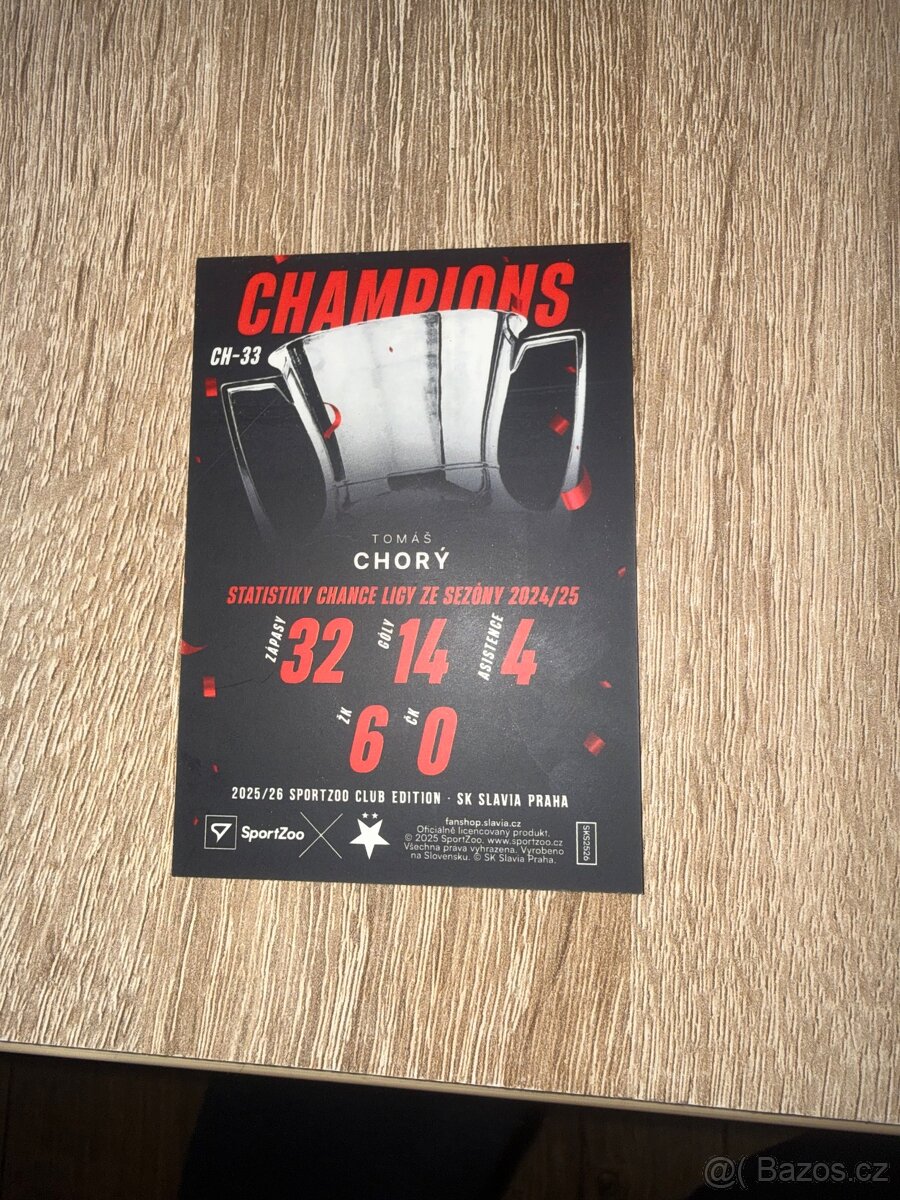 CHAMPIONS
CH-33
TOMÁŠ
CHORÝ
STATISTIKY CHANCE LIGY ZE SEZÓNY 2024/25
ZÁPASY 32 GÓLY 14 ASISTENCE 4
ŽK 6 ČK 0
2025/26 SPORTZOO CLUB EDITION · SK SLAVIA PRAHA
SportZoo
fanshop.slavia.cz
Oficiálně licencovaný produkt.
© 2025 SportZoo. www.sportzoo.cz
Všechna práva vyhrazena. Vyrobeno
na Slovensku. © SK Slavia Praha.
SKS2526
@( Bazos.cz